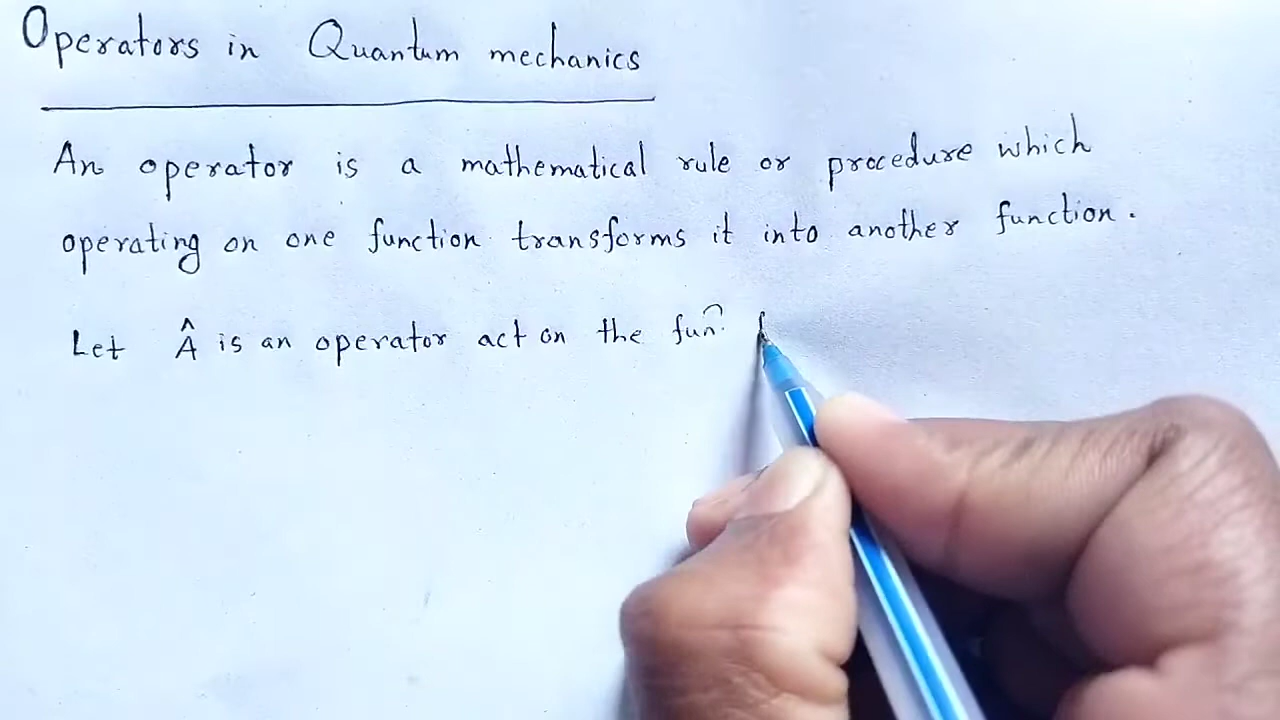 Operators in Quantum mechanics
An operator is a mathematical rule or procedure which
operating on one function transforms it into another function.
Let Â is an operator act on the fun.